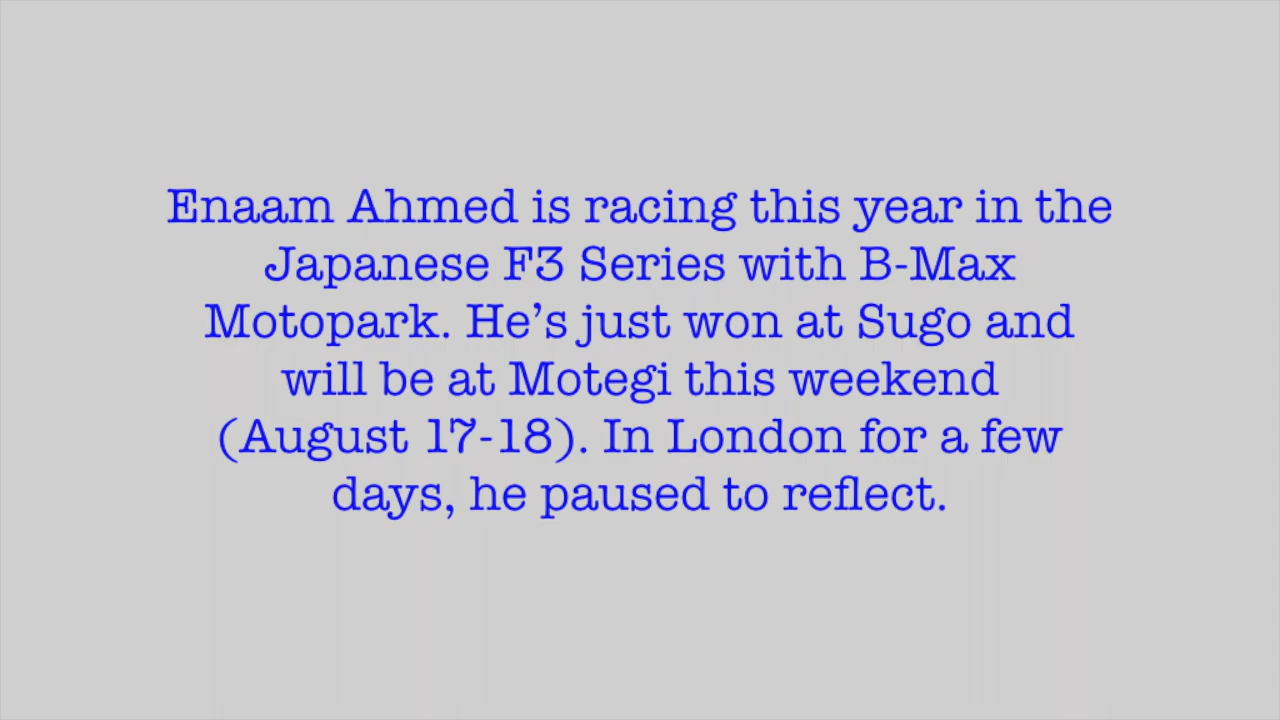 Enaam Ahmed is racing this year in the
Japanese F3 Series with B-Max
Motopark. He’s just won at Sugo and
will be at Motegi this weekend
(August 17-18). In London for a few
days, he paused to reflect.